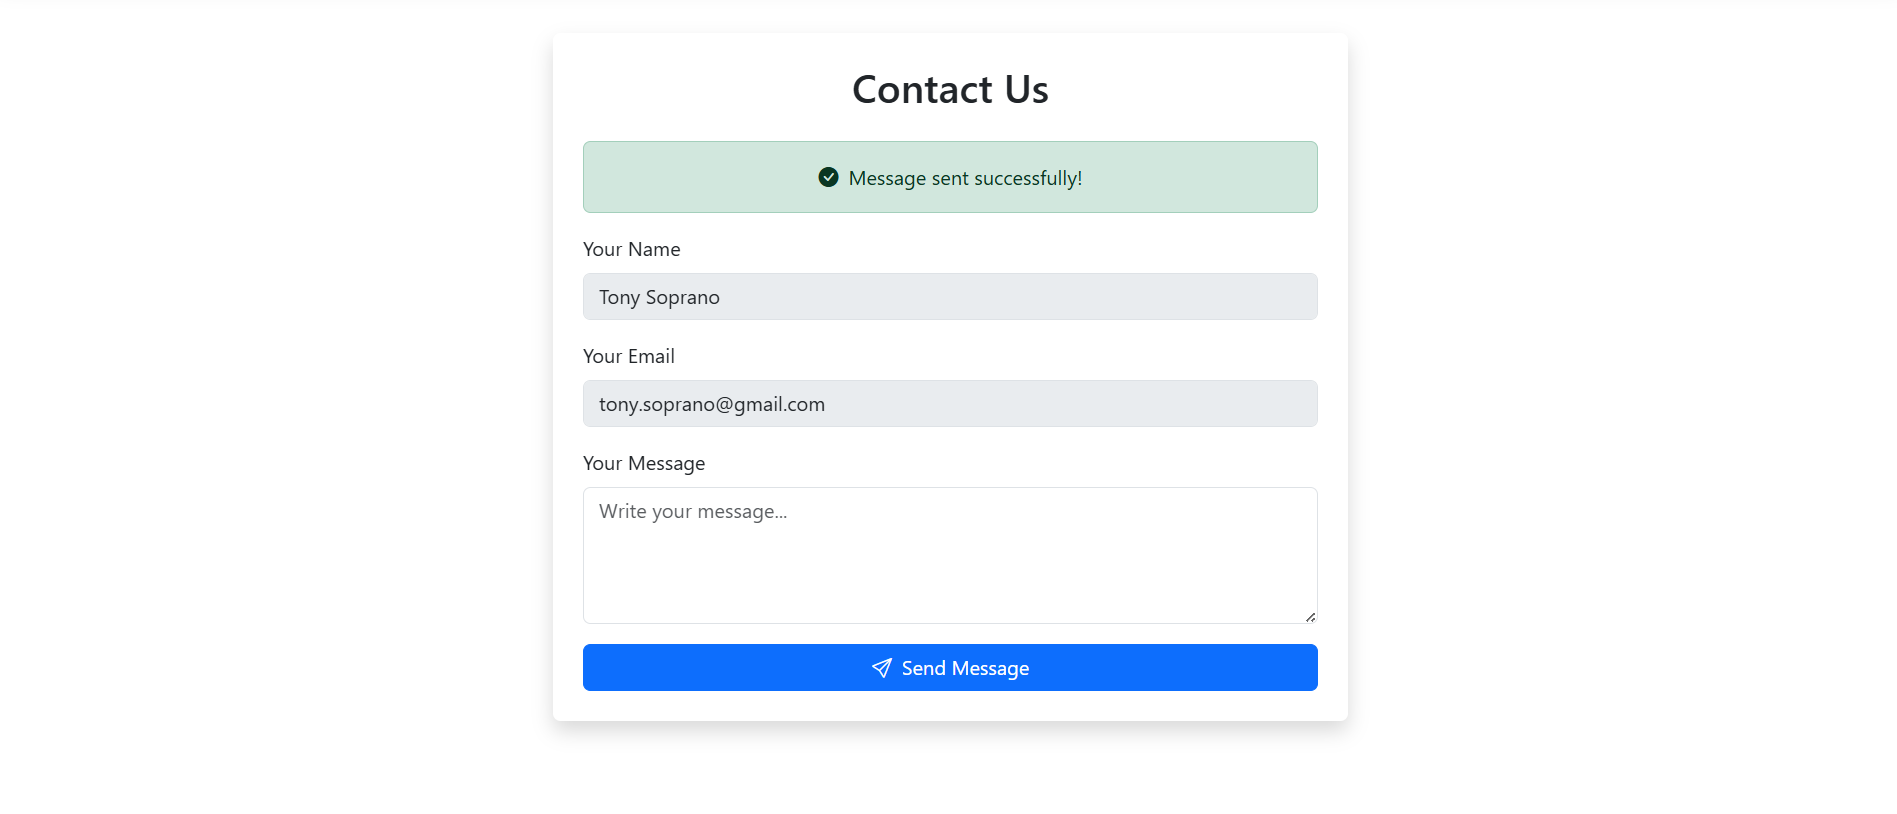 Contact Us
Message sent successfully!
Your Name
Tony Soprano
Your Email
tony.soprano@gmail.com
Your Message
Write your message...
Send Message